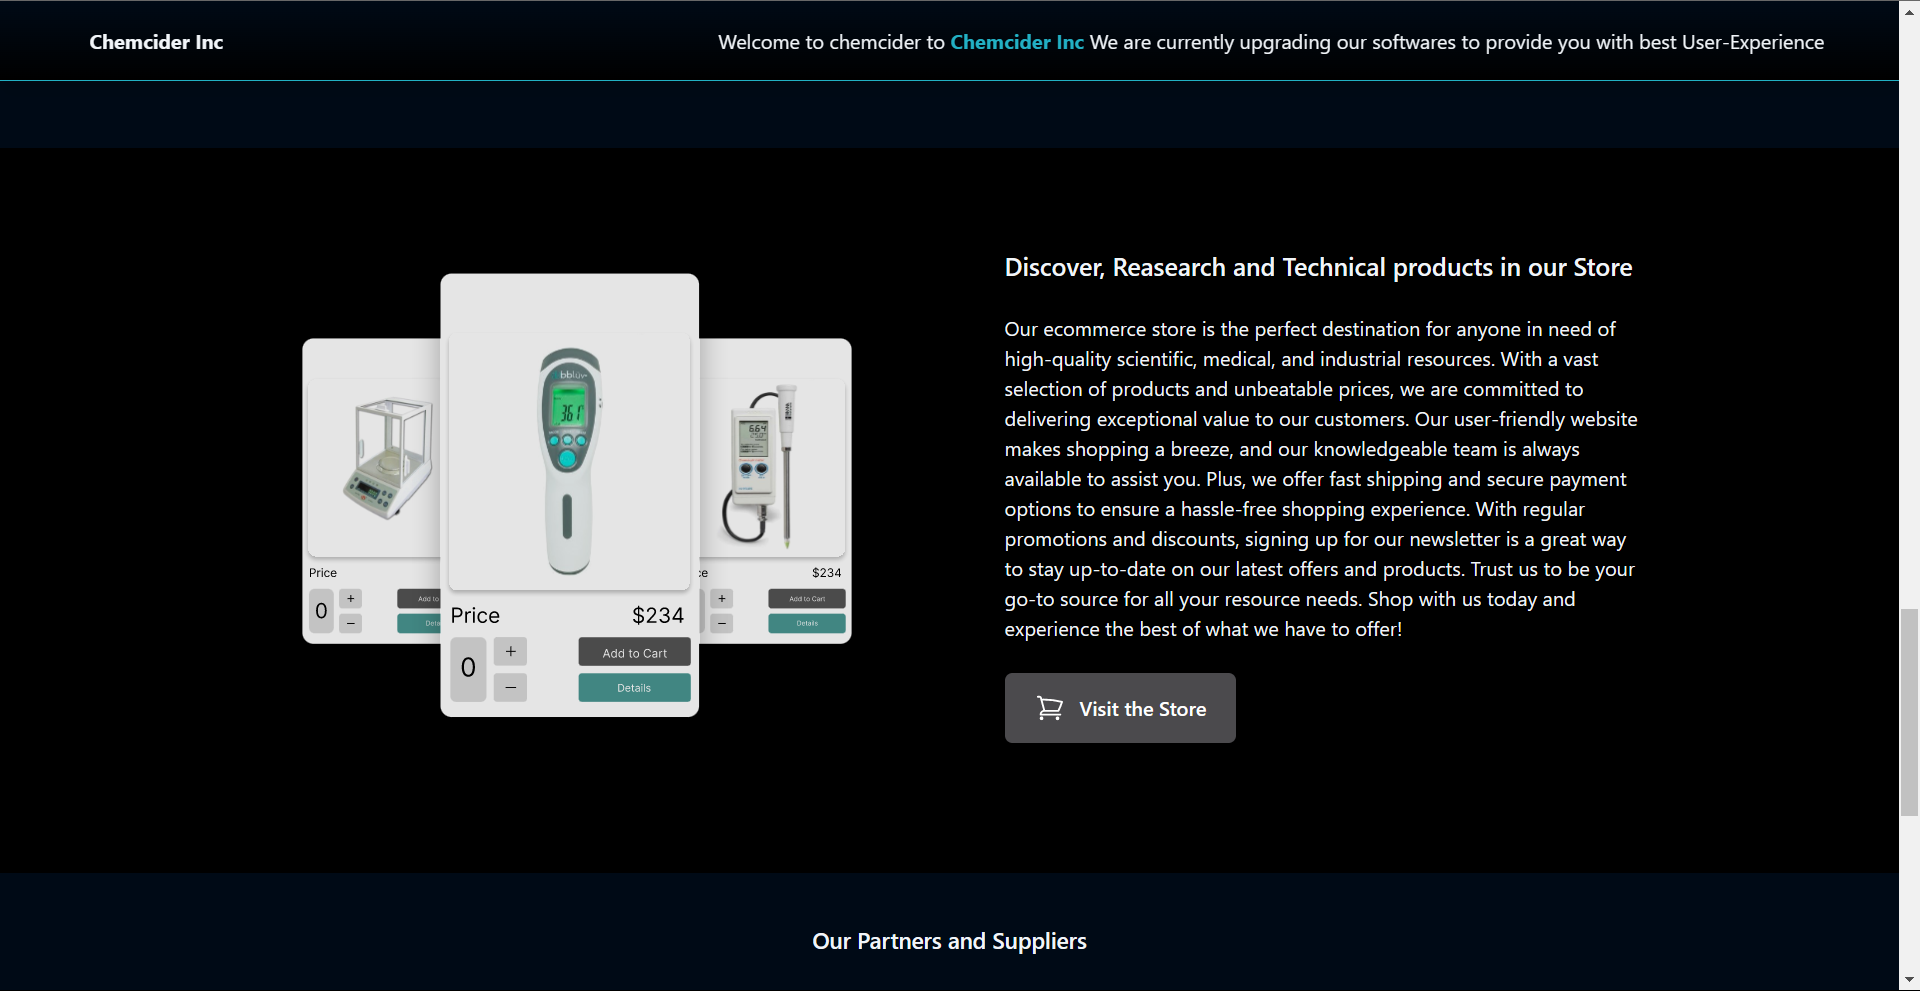 Chemcider Inc
Welcome to chemcider to Chemcider Inc We are currently upgrading our softwares to provide you with best User-Experience
Discover, Reasearch and Technical products in our Store
Our ecommerce store is the perfect destination for anyone in need of
high-quality scientific, medical, and industrial resources. With a vast
selection of products and unbeatable prices, we are committed to
delivering exceptional value to our customers. Our user-friendly website
makes shopping a breeze, and our knowledgeable team is always
available to assist you. Plus, we offer fast shipping and secure payment
options to ensure a hassle-free shopping experience. With regular
promotions and discounts, signing up for our newsletter is a great way
to stay up-to-date on our latest offers and products. Trust us to be your
go-to source for all your resource needs. Shop with us today and
experience the best of what we have to offer!
Visit the Store
Price
0
+
−
Add to
Deta
bblüv
36.1°
Price $234
0
+
−
Add to Cart
Details
6.64
ce $234
+
−
Add to Cart
Details
Our Partners and Suppliers